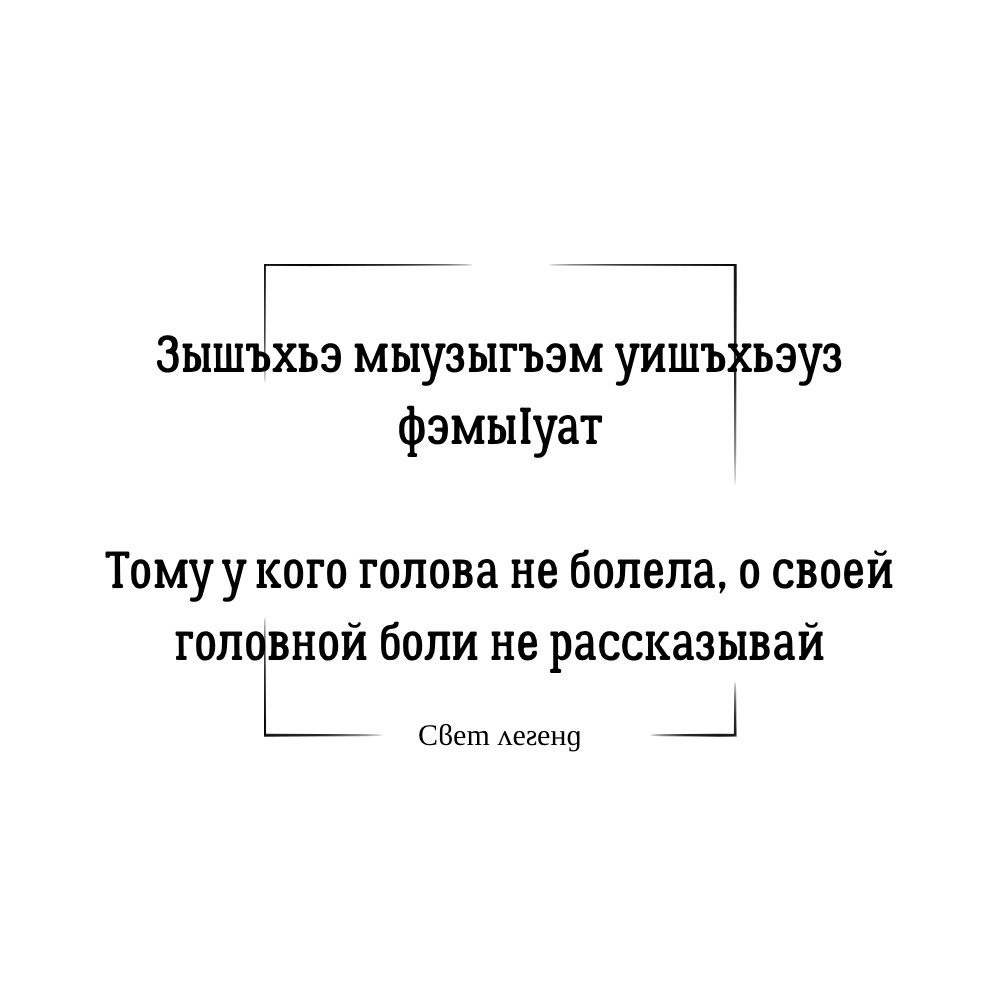 Зышъхьэ мыузыгъэм уишъхьэуз
фэмыIуат
Тому у кого голова не болела, о своей
головной боли не рассказывай
Свет легенд